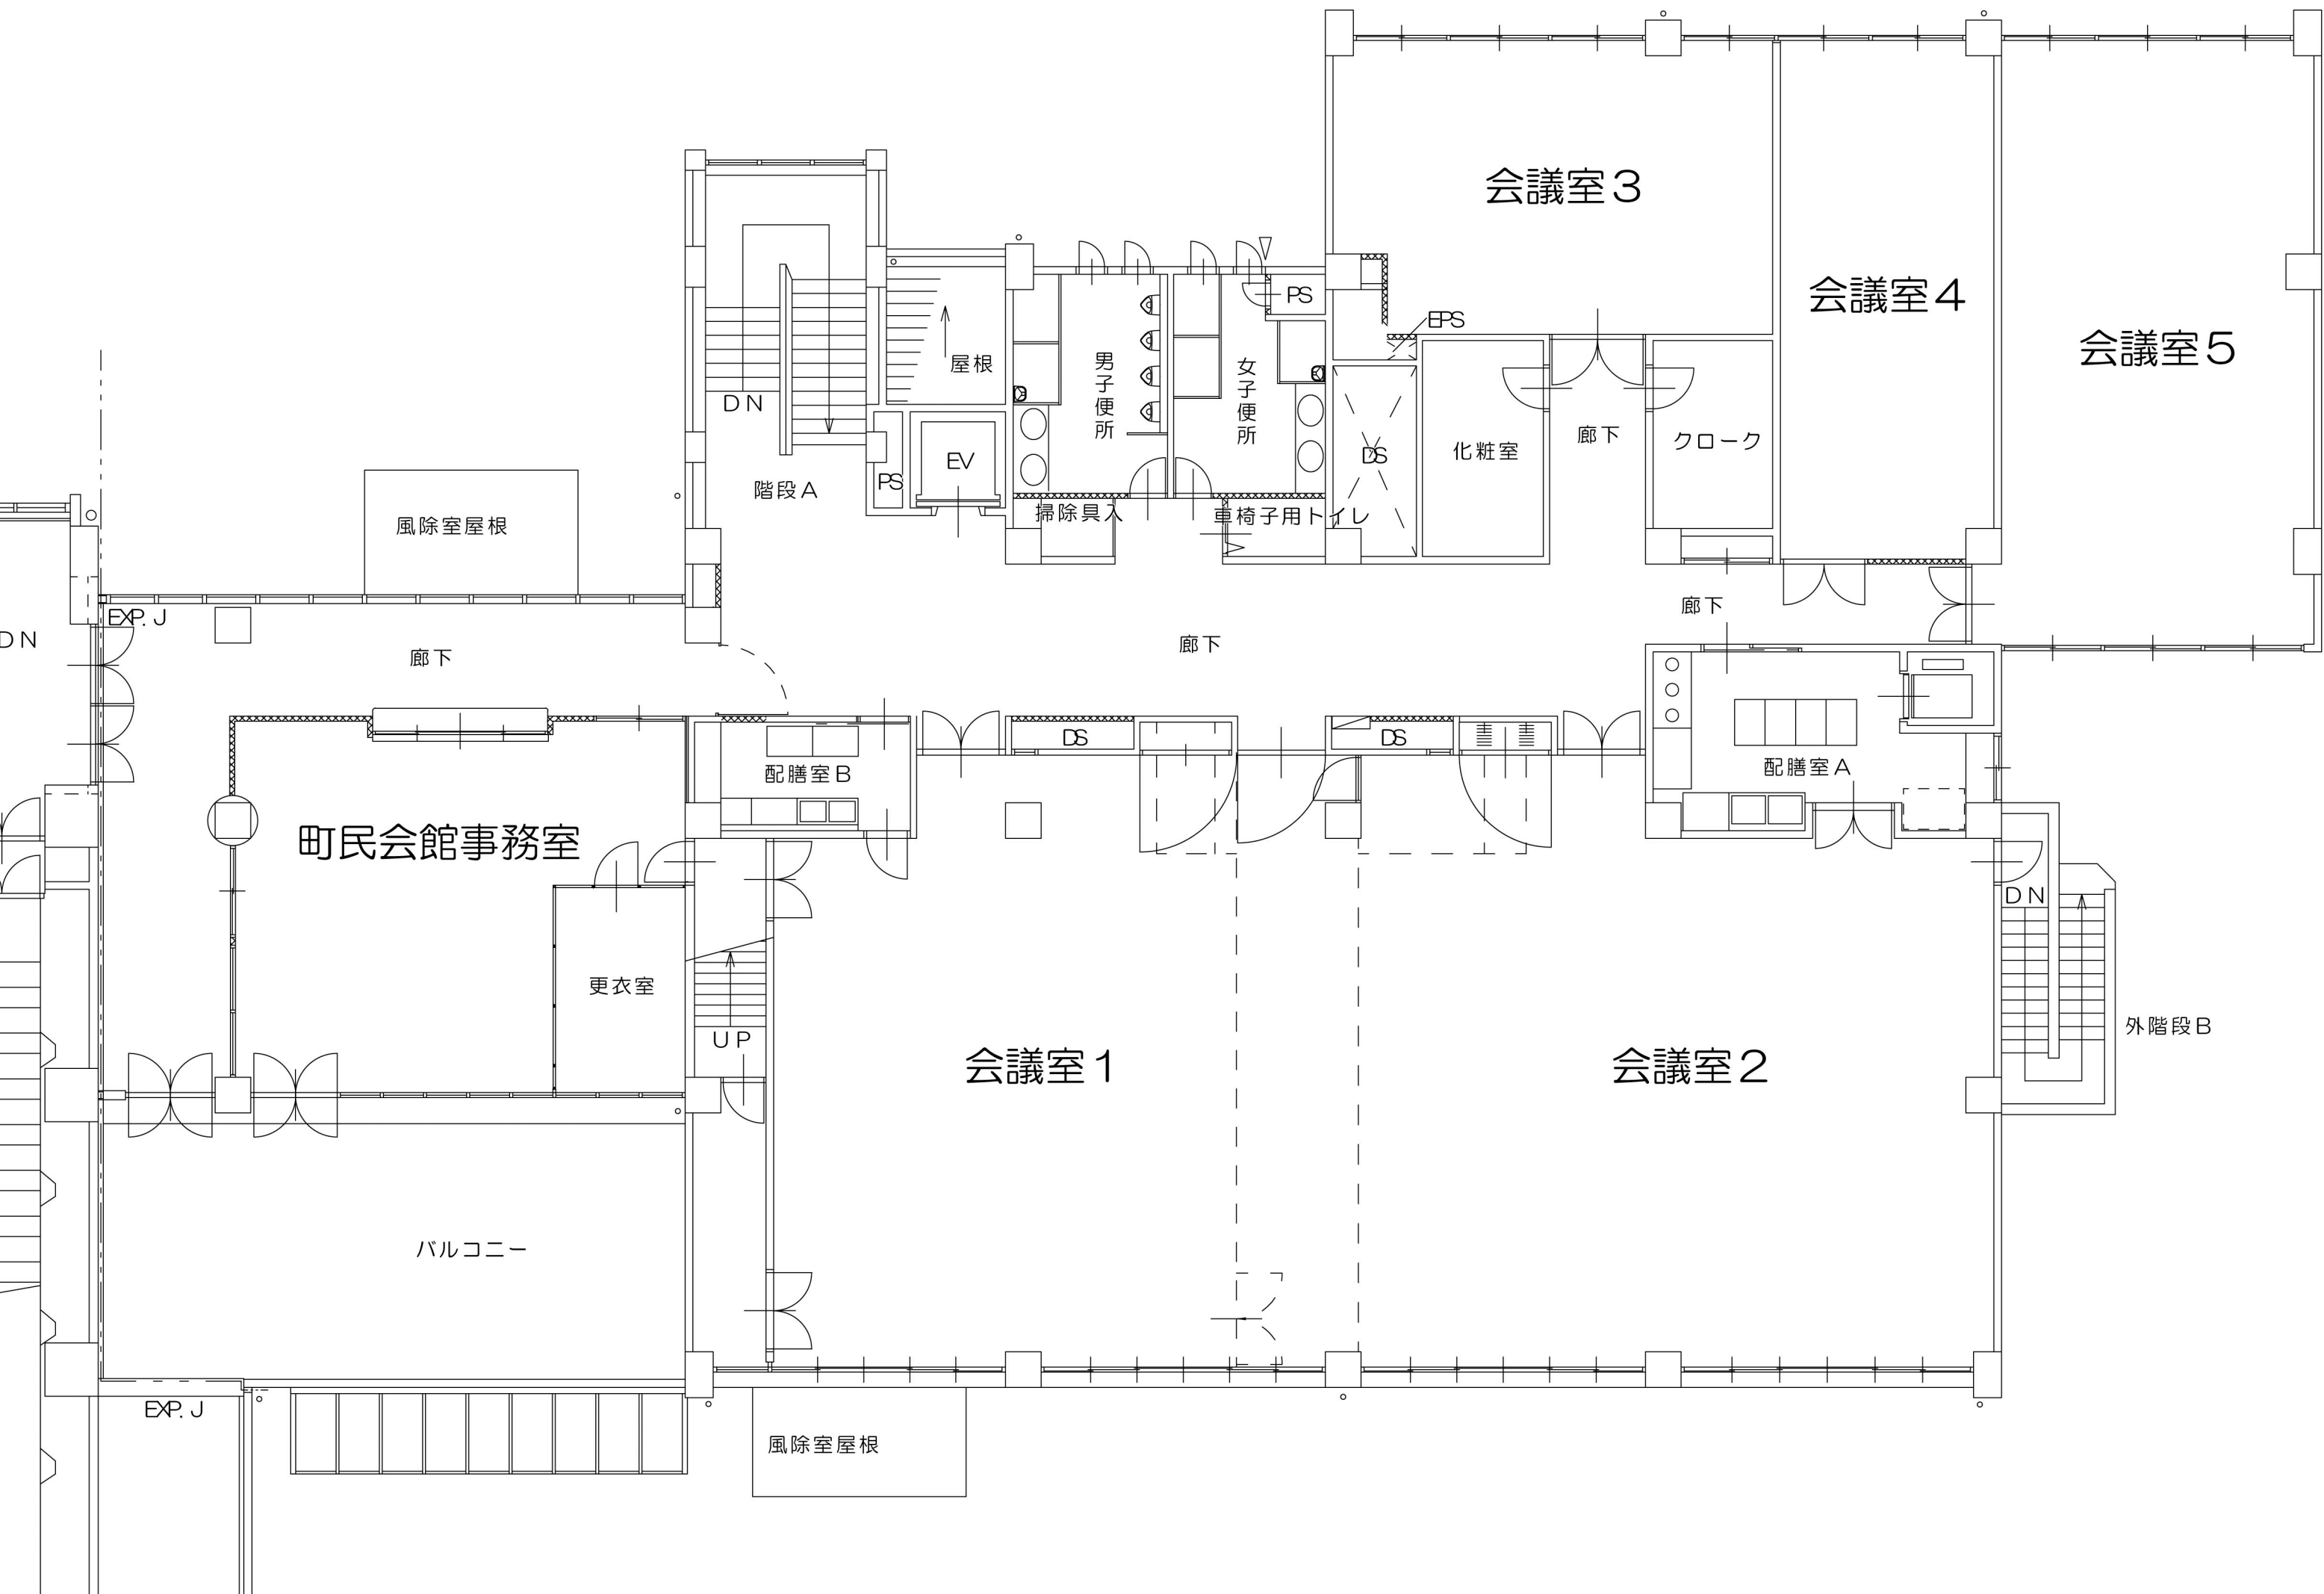 会議室3
会議室4
会議室5
PS
EPS
男子便所
女子便所
屋根
DN
EV
DS
化粧室
廊下
クローク
PS
階段A
掃除具入
車椅子用トイレ
風除室屋根
EXP.J
DN
廊下
廊下
廊下
DS
DS
配膳室B
配膳室A
町民会館事務室
DN
更衣室
UP
会議室1
会議室2
外階段B
バルコニー
EXP.J
風除室屋根